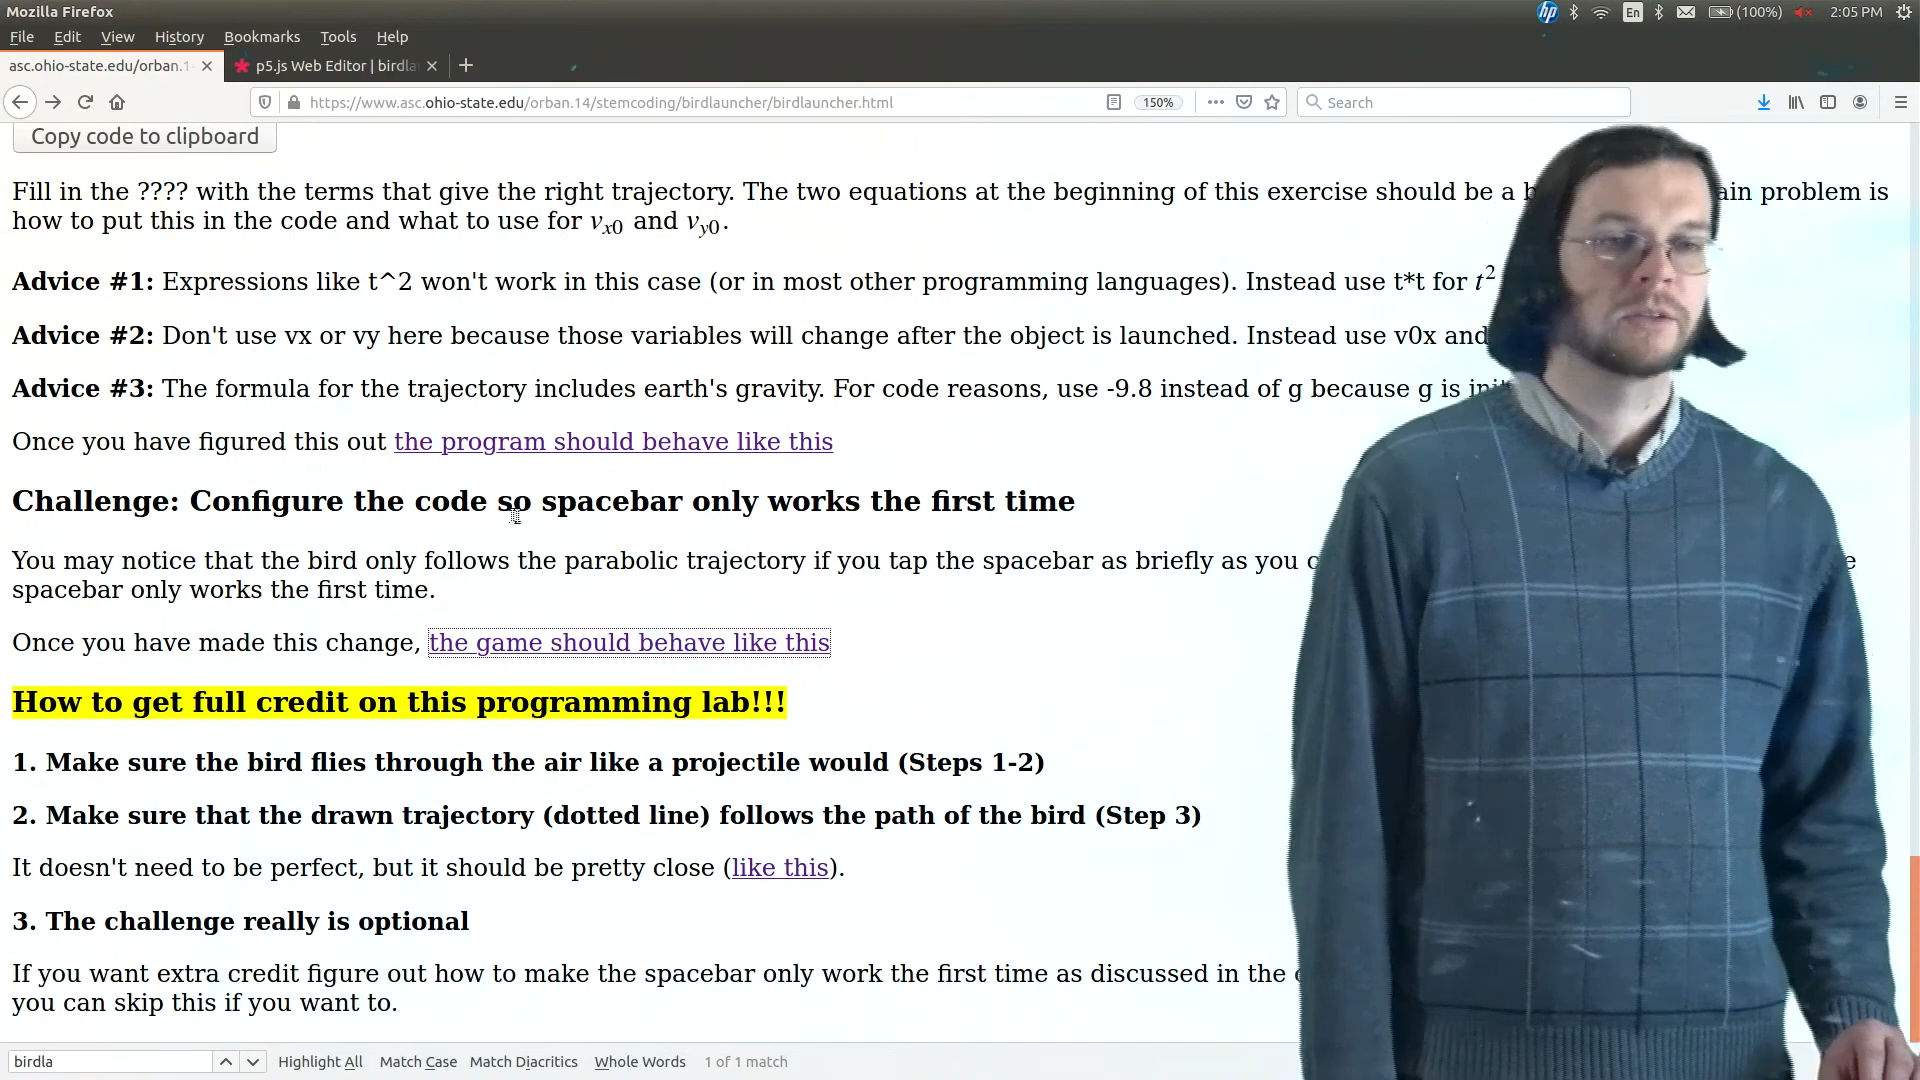 Mozilla Firefox
En
(100%)
2:05 PM
File Edit View History Bookmarks Tools Help
asc.ohio-state.edu/orban.1
p5.js Web Editor | birdla
https://www.asc.ohio-state.edu/orban.14/stemcoding/birdlauncher/birdlauncher.html
150%
Search
Copy code to clipboard
Fill in the ???? with the terms that give the right trajectory. The two equations at the beginning of this exercise should be a problem is
how to put this in the code and what to use for vx0 and vy0.
Advice #1: Expressions like t^2 won't work in this case (or in most other programming languages). Instead use t*t for t²
Advice #2: Don't use vx or vy here because those variables will change after the object is launched. Instead use v0x and
Advice #3: The formula for the trajectory includes earth's gravity. For code reasons, use -9.8 instead of g because g is
Once you have figured this out the program should behave like this
Challenge: Configure the code so spacebar only works the first time
You may notice that the bird only follows the parabolic trajectory if you tap the spacebar as briefly as you
spacebar only works the first time.
Once you have made this change, the game should behave like this
How to get full credit on this programming lab!!!
1. Make sure the bird flies through the air like a projectile would (Steps 1-2)
2. Make sure that the drawn trajectory (dotted line) follows the path of the bird (Step 3)
It doesn't need to be perfect, but it should be pretty close (like this).
3. The challenge really is optional
If you want extra credit figure out how to make the spacebar only work the first time as discussed in the
you can skip this if you want to.
birdla
Highlight All Match Case Match Diacritics Whole Words 1 of 1 match